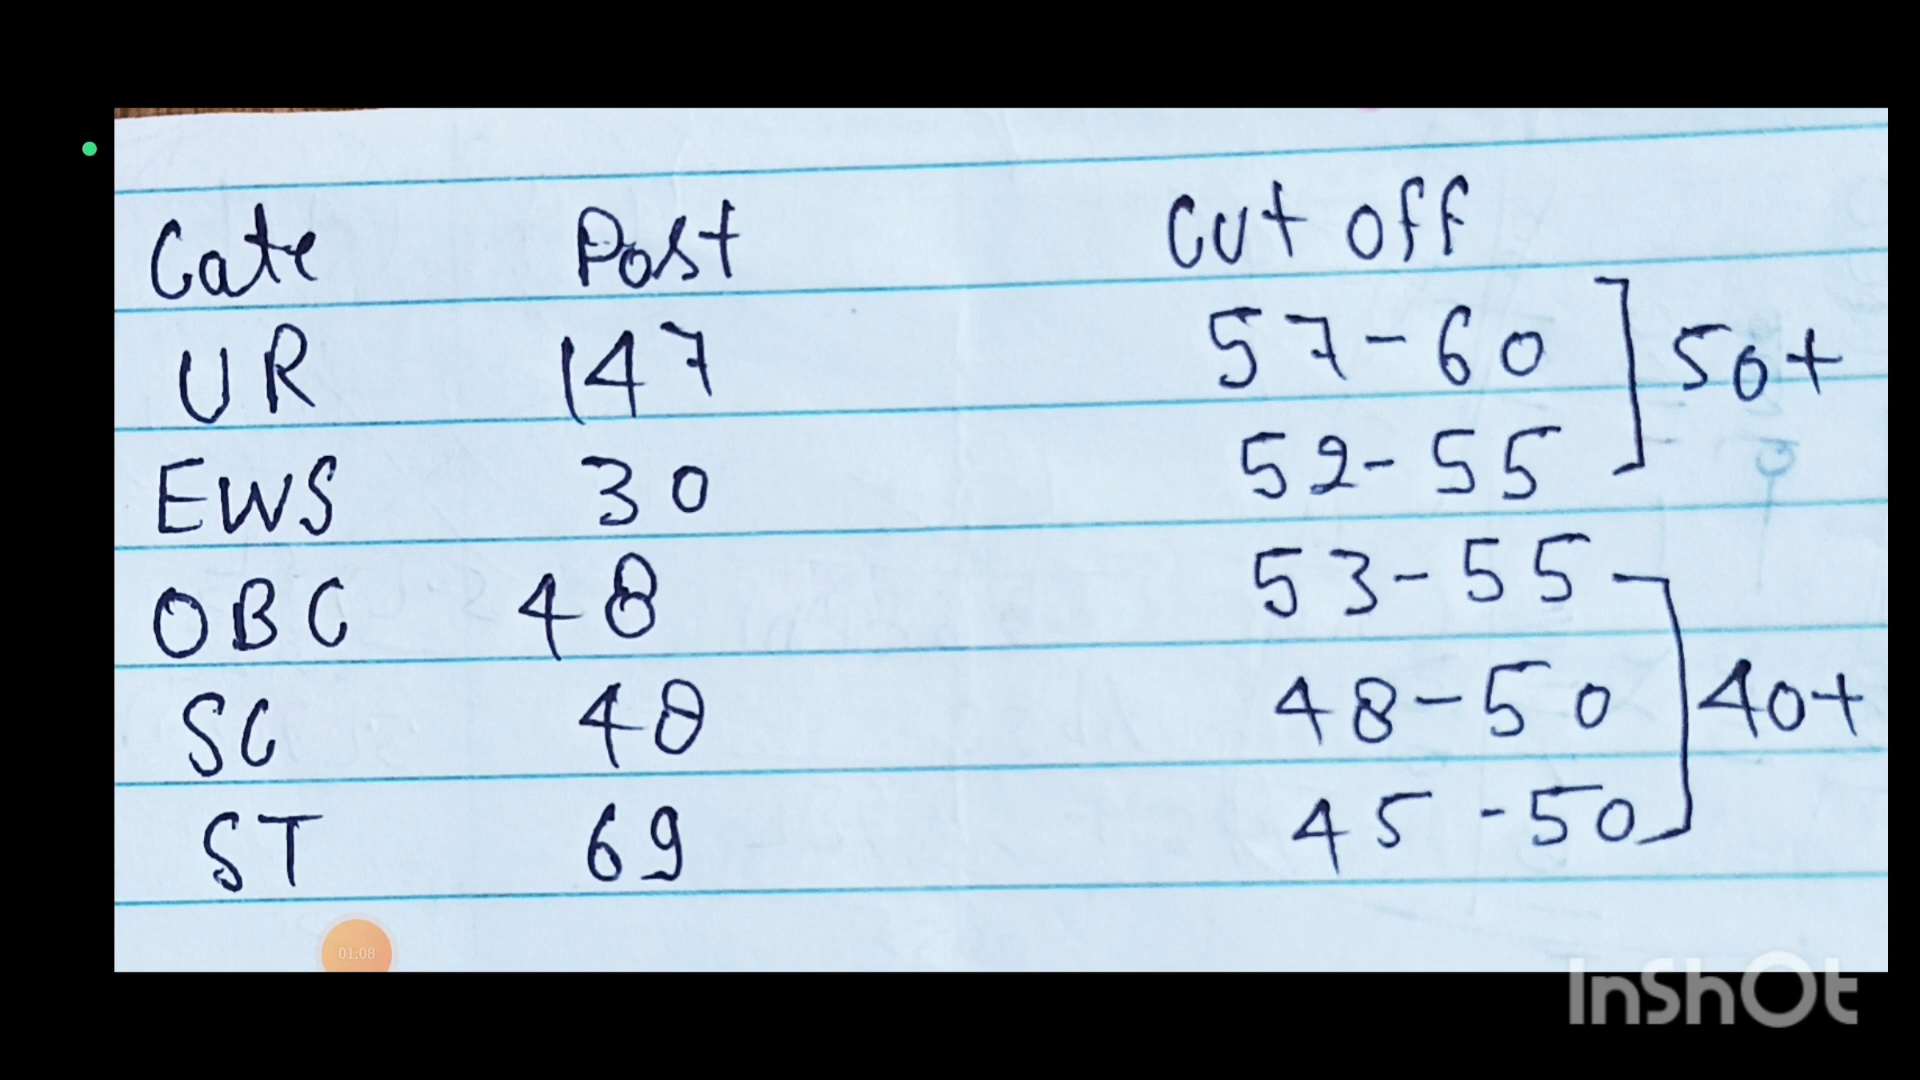 Cate Post Cut off
UR 147 57-60 50+
EWS 30 52-55
OBC 48 53-55
SC 48 48-50 40+
ST 69 45-50
01:08
InShOt